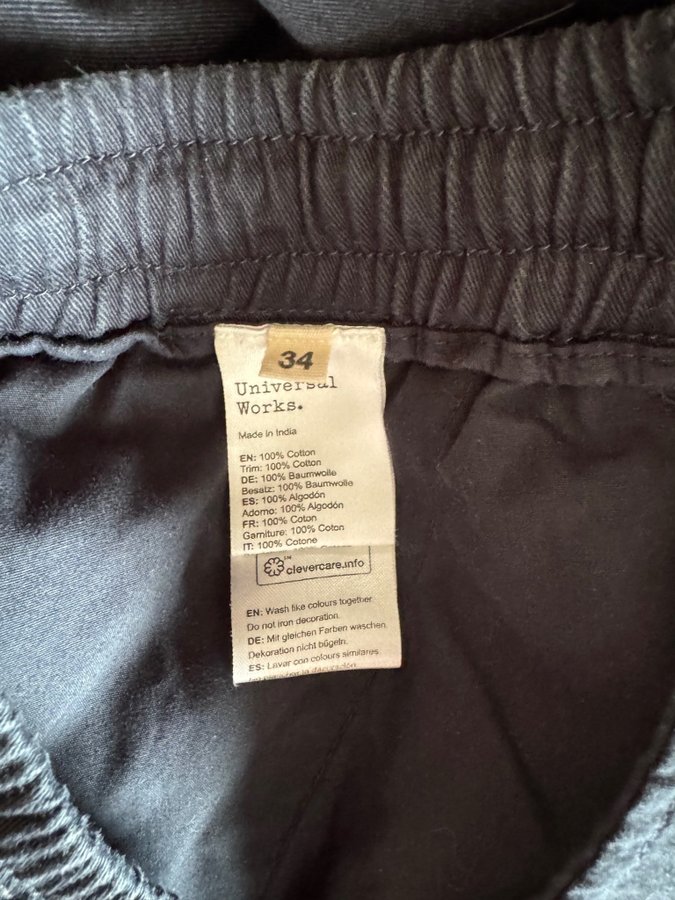 34
Universal
Works.
Made in India
EN: 100% Cotton
Trim: 100% Cotton
DE: 100% Baumwolle
Besatz: 100% Baumwolle
ES: 100% Algodón
Adorno: 100% Algodón
FR: 100% Coton
Garniture: 100% Coton
IT: 100% Cotone
clevercare.info
EN: Wash like colours together.
Do not iron decoration.
DE: Mit gleichen Farben waschen.
Dekoration nicht bügeln.
ES: Lavar con colours similares.